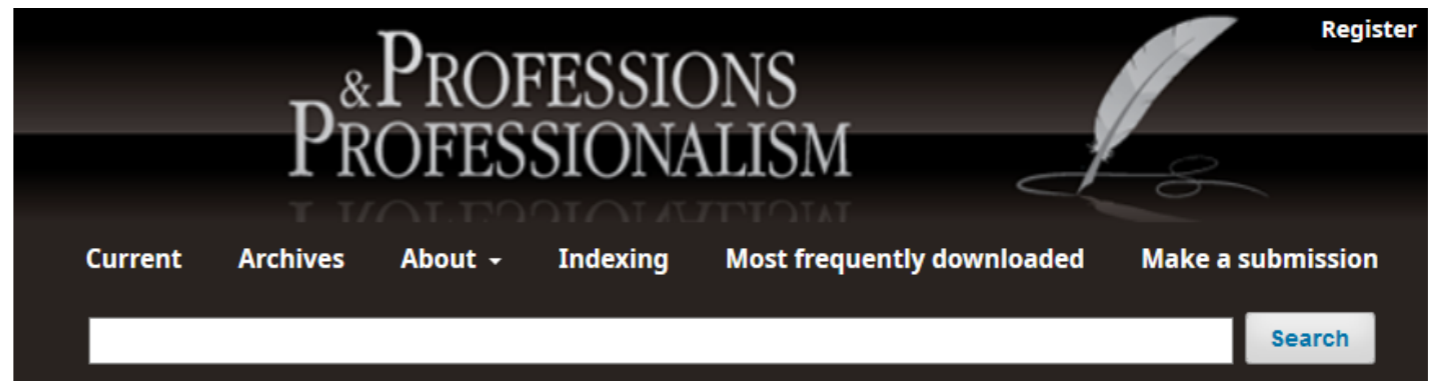 Register
& PROFESSIONS
PROFESSIONALISM
Current Archives About Indexing Most frequently downloaded Make a submission
Search